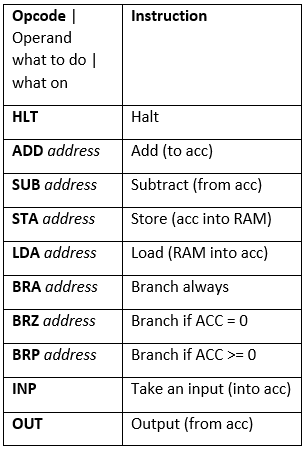 Opcode | Instruction
Operand
what to do |
what on
HLT Halt
ADD address Add (to acc)
SUB address Subtract (from acc)
STA address Store (acc into RAM)
LDA address Load (RAM into acc)
BRA address Branch always
BRZ address Branch if ACC = 0
BRP address Branch if ACC >= 0
INP Take an input (into acc)
OUT Output (from acc)